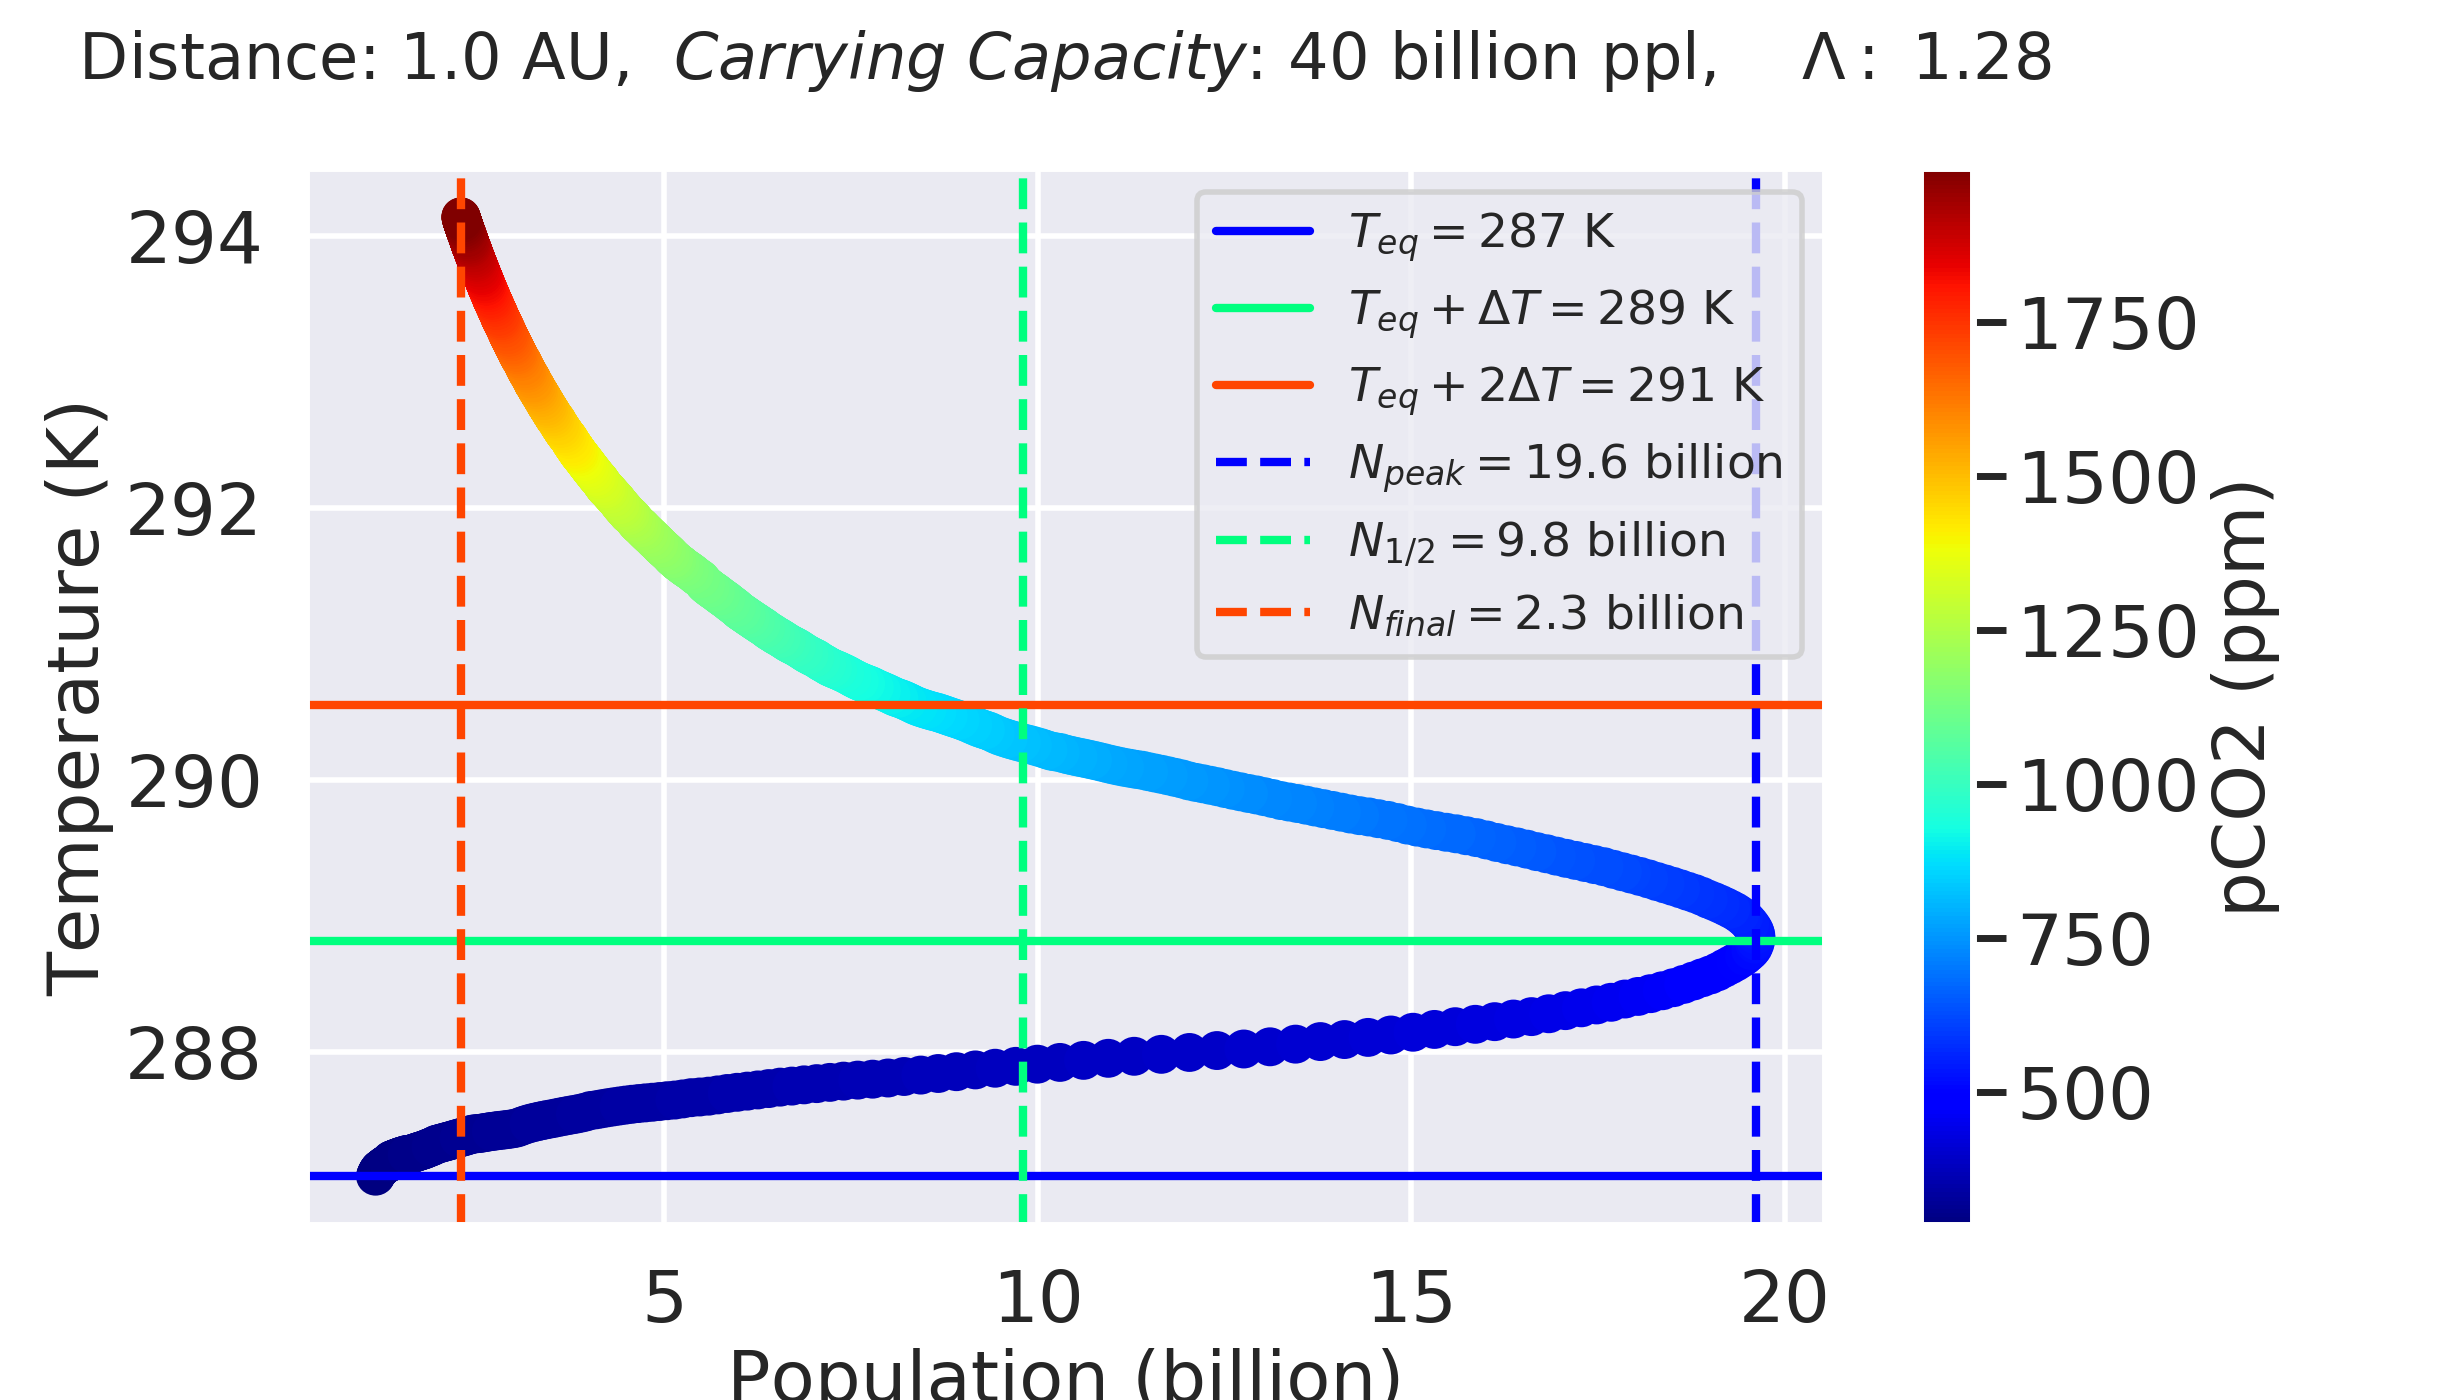 Distance: 1.0 AU, Carrying Capacity: 40 billion ppl, Λ : 1.28
Temperature (K)
294
292
290
288
T_eq = 287 K
T_eq + ΔT = 289 K
T_eq + 2ΔT = 291 K
N_peak = 19.6 billion
N_1/2 = 9.8 billion
N_final = 2.3 billion
5
10
15
20
Population (billion)
1750
1500
1250
1000
750
500
pCO2 (ppm)